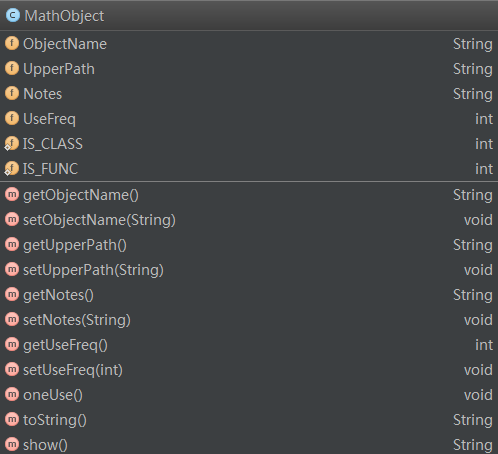 C MathObject
f ObjectName String
f UpperPath String
f Notes String
f UseFreq int
f IS_CLASS int
f IS_FUNC int
m getObjectName() String
m setObjectName(String) void
m getUpperPath() String
m setUpperPath(String) void
m getNotes() String
m setNotes(String) void
m getUseFreq() int
m setUseFreq(int) void
m oneUse() void
m toString() String
m show() String